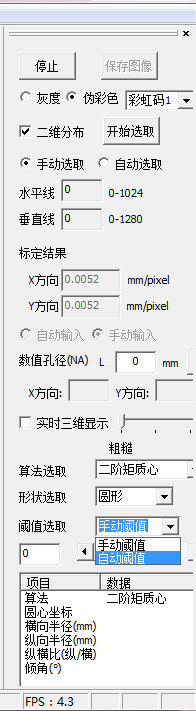 停止 保存图像
灰度 伪彩色 彩虹码1
二维分布 开始选取
手动选取 自动选取
水平线 0 0-1024
垂直线 0 0-1280
标定结果
X方向 0.0052 mm/pixel
Y方向 0.0052 mm/pixel
自动输入 手动输入
数值孔径(NA) L 0 mm
X方向: Y方向:
实时三维显示
粗糙
算法选取 二阶矩质心
形状选取 圆形
阈值选取 手动阈值
手动阈值
0 自动阈值
项目 数据
算法 二阶矩质心
圆心坐标
横向半径(mm)
纵向半径(mm)
纵横比(纵/横)
倾角(°)
FPS : 4.3